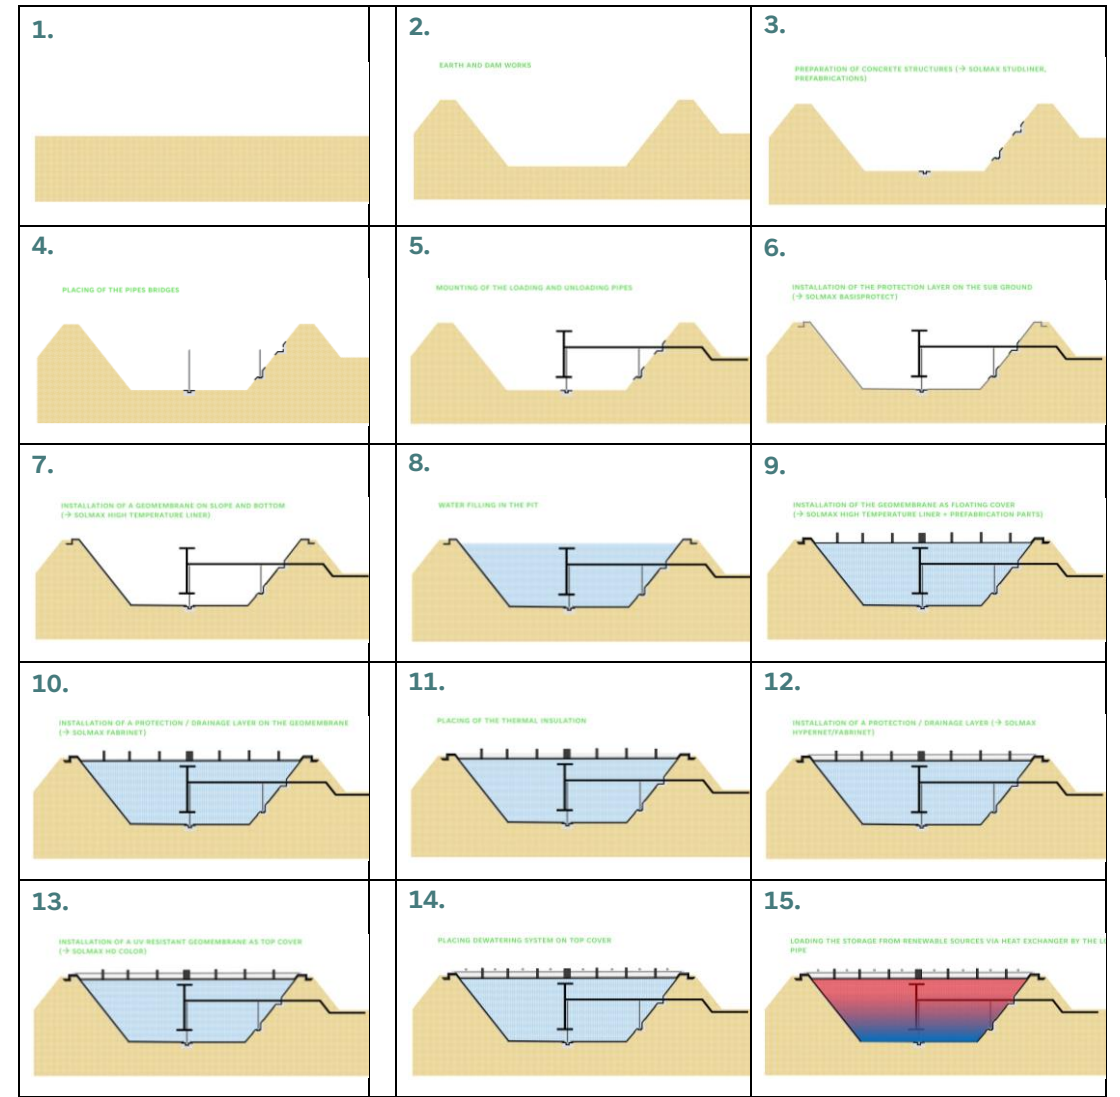 1.
2.
EARTH AND DAM WORKS
3.
PREPARATION OF CONCRETE STRUCTURES (→ SOLMAX STUDLINER,
PREFABRICATIONS)
4.
PLACING OF THE PIPES BRIDGES
5.
MOUNTING OF THE LOADING AND UNLOADING PIPES
6.
INSTALLATION OF THE PROTECTION LAYER ON THE SUB GROUND
(→ SOLMAX BASISPROTECT)
7.
INSTALLATION OF A GEOMEMBRANE ON SLOPE AND BOTTOM
(→ SOLMAX HIGH TEMPERATURE LINER)
8.
WATER FILLING IN THE PIT
9.
INSTALLATION OF THE GEOMEMBRANE AS FLOATING COVER
(→ SOLMAX HIGH TEMPERATURE LINER + PREFABRICATION PARTS)
10.
INSTALLATION OF A PROTECTION / DRAINAGE LAYER ON THE GEOMEMBRANE
(→ SOLMAX FABRINET)
11.
PLACING OF THE THERMAL INSULATION
12.
INSTALLATION OF A PROTECTION / DRAINAGE LAYER (→ SOLMAX
HYPERNET/FABRINET)
13.
INSTALLATION OF A UV RESISTANT GEOMEMBRANE AS TOP COVER
(→ SOLMAX HD COLOR)
14.
PLACING DEWATERING SYSTEM ON TOP COVER
15.
LOADING THE STORAGE FROM RENEWABLE SOURCES VIA HEAT EXCHANGER BY THE
PIPE